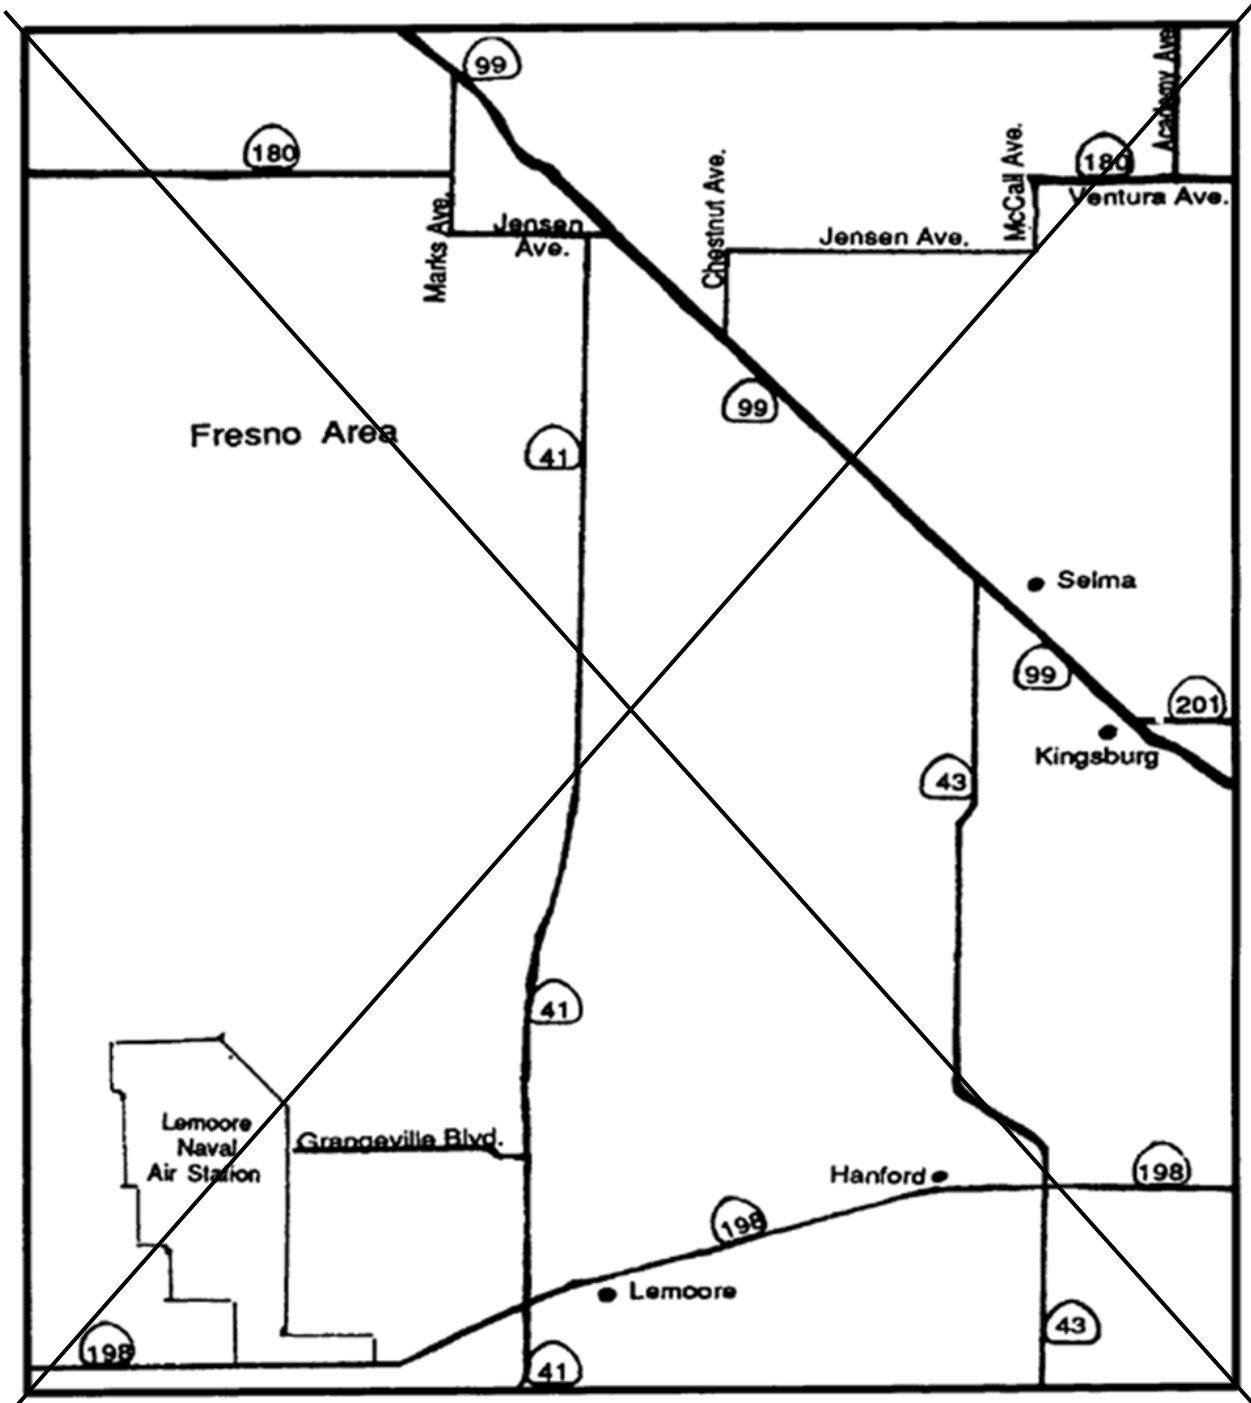 99
Academy Ave
180
180
McCall Ave.
Ventura Ave.
Chestnut Ave.
Marks Ave.
Jensen
Ave.
Jensen Ave.
99
Fresno Area
41
Selma
99
201
Kingsburg
43
41
Lemoore
Naval
Air Station
Grangeville Blvd.
Hanford
198
198
Lemoore
198
43
41